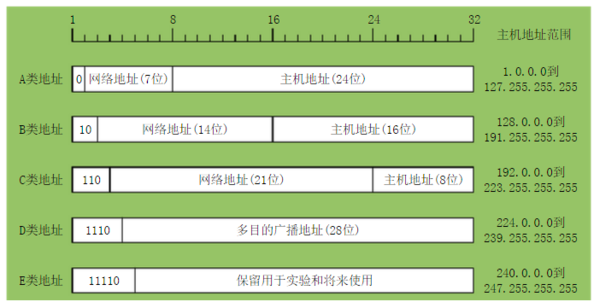 1 8 16 24 32 主机地址范围
A类地址 0 网络地址(7位) 主机地址(24位) 1.0.0.0到
127.255.255.255
B类地址 10 网络地址(14位) 主机地址(16位) 128.0.0.0到
191.255.255.255
C类地址 110 网络地址(21位) 主机地址(8位) 192.0.0.0到
223.255.255.255
D类地址 1110 多目的广播地址(28位) 224.0.0.0到
239.255.255.255
E类地址 11110 保留用于实验和将来使用 240.0.0.0到
247.255.255.255